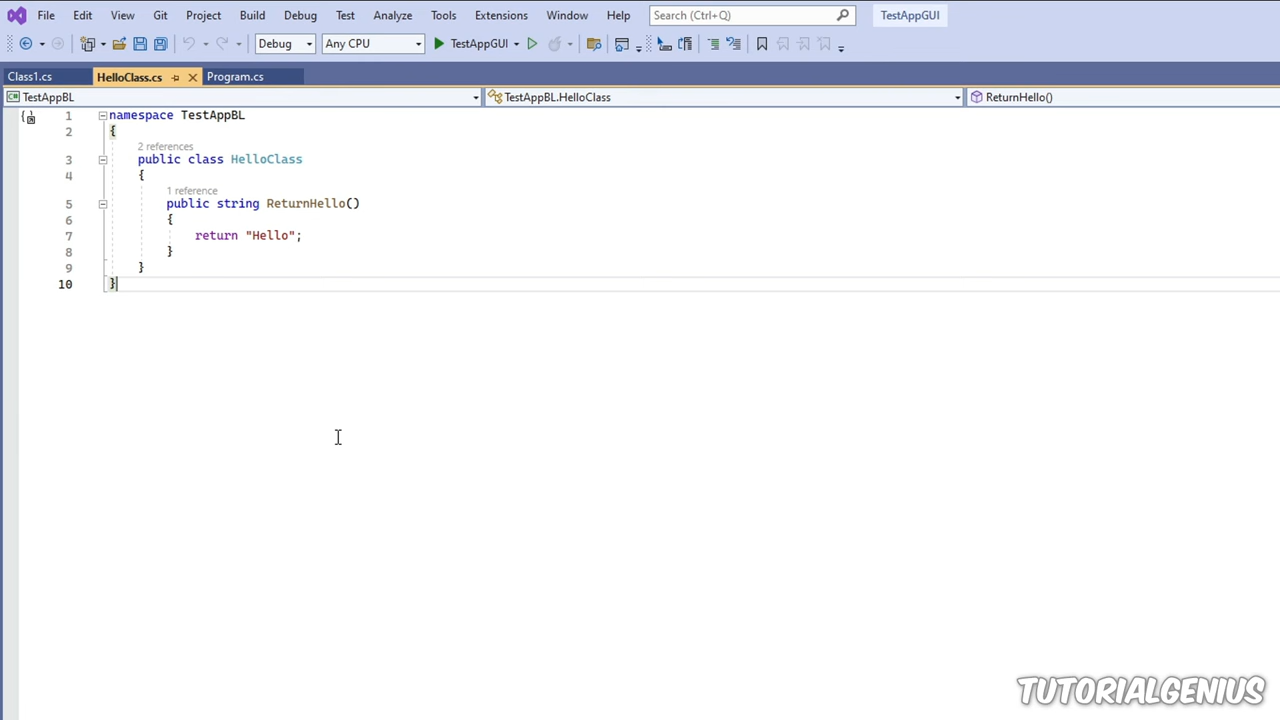 File Edit View Git Project Build Debug Test Analyze Tools Extensions Window Help Search (Ctrl+Q) TestAppGUI
Debug Any CPU TestAppGUI
Class1.cs HelloClass.cs Program.cs
C# TestAppBL TestAppBL.HelloClass ReturnHello()
1 namespace TestAppBL
2 {
2 references
3 public class HelloClass
4 {
1 reference
5 public string ReturnHello()
6 {
7 return "Hello";
8 }
9 }
10 }
TUTORIALGENIUS